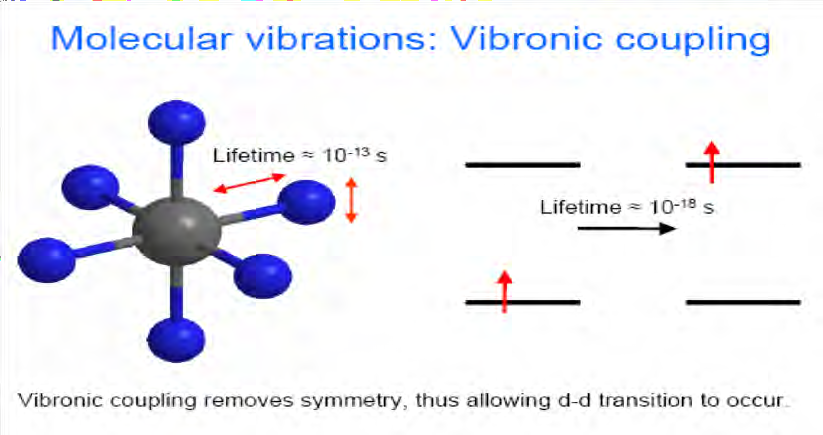 Molecular vibrations: Vibronic coupling
Lifetime ≈ 10⁻¹³ s
Lifetime ≈ 10⁻¹⁸ s
Vibronic coupling removes symmetry, thus allowing d-d transition to occur.